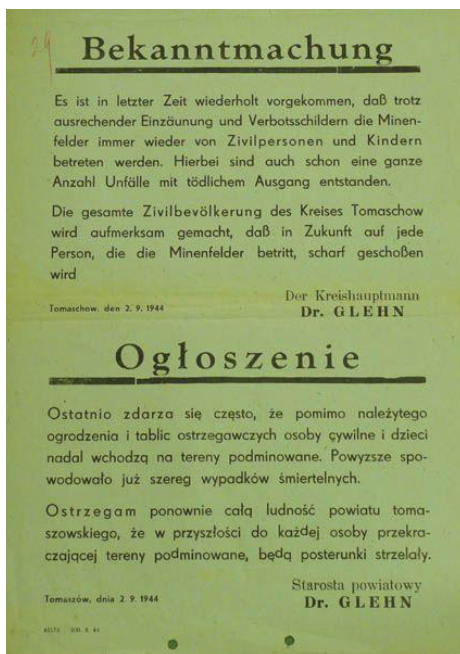 29
Bekanntmachung
Es ist in letzter Zeit wiederholt vorgekommen, daß trotz
ausrechender Einzäunung und Verbotsschildern die Minen-
felder immer wieder von Zivilpersonen und Kindern
betreten werden. Hierbei sind auch schon eine ganze
Anzahl Unfälle mit tödlichem Ausgang entstanden.
Die gesamte Zivilbevölkerung des Kreises Tomaschow
wird aufmerksam gemacht, daß in Zukunft auf jede
Person, die die Minenfelder betritt, scharf geschoßen
wird
Der Kreishauptmann
Tomaschow, den 2. 9. 1944
Dr. GLEHN
Ogłoszenie
Ostatnio zdarza się często, że pomimo należytego
ogrodzenia i tablic ostrzegawczych osoby cywilne i dzieci
nadal wchodzą na tereny podminowane. Powyzsze spo-
wodowało już szereg wypadków śmiertelnych.
Ostrzegam ponownie całą ludność powiatu toma-
szowskiego, że w przyszłości do każdej osoby przekra-
czającej tereny podminowane, będą posterunki strzelały.
Starosta powiatowy
Tomaszów, dnia 2 9. 1944
Dr. GLEHN